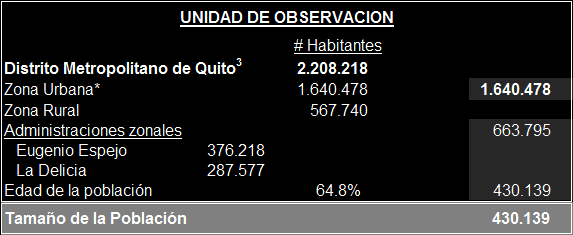 UNIDAD DE OBSERVACION
# Habitantes
Distrito Metropolitano de Quito³ 2.208.218
Zona Urbana* 1.640.478 1.640.478
Zona Rural 567.740
Administraciones zonales 663.795
Eugenio Espejo 376.218
La Delicia 287.577
Edad de la población 64.8% 430.139
Tamaño de la Población 430.139